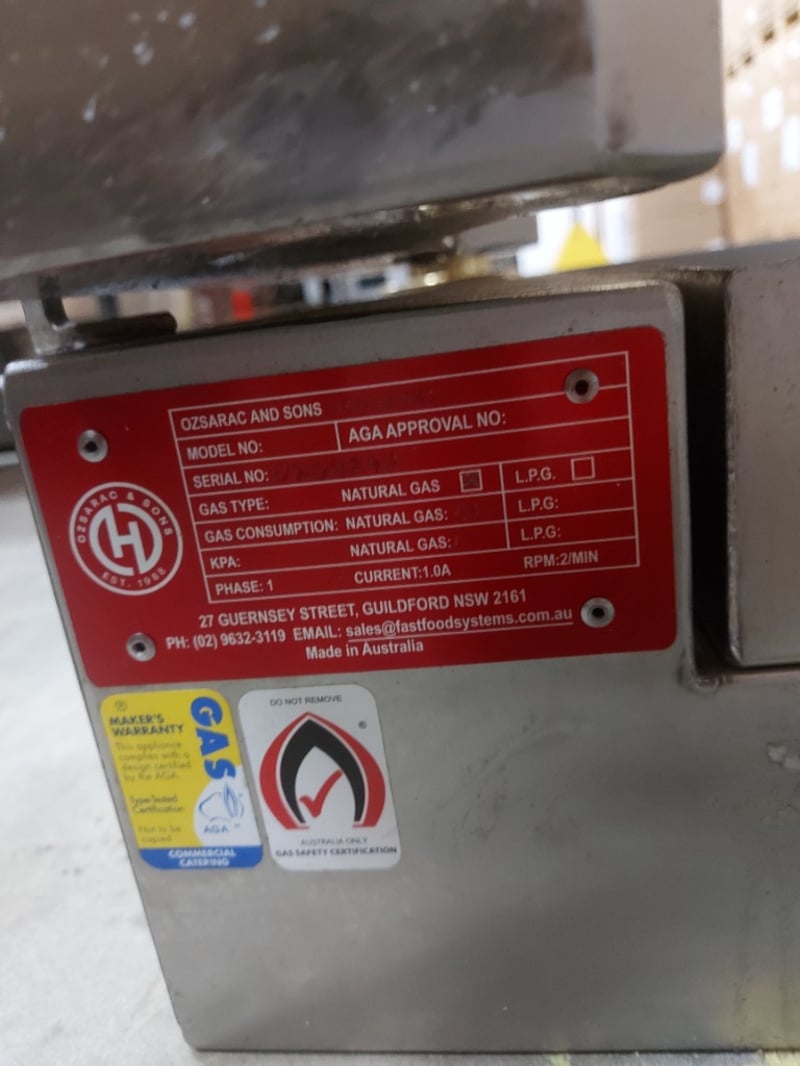 OZSARAC AND SONS
MODEL NO: AGA APPROVAL NO:
SERIAL NO:
GAS TYPE: NATURAL GAS L.P.G.
GAS CONSUMPTION: NATURAL GAS: L.P.G:
KPA: NATURAL GAS: L.P.G:
PHASE: 1 CURRENT:1.0A RPM:2/MIN
OZSARAC & SONS
H
EST. 1988
27 GUERNSEY STREET, GUILDFORD NSW 2161
PH: (02) 9632-3119 EMAIL: sales@fastfoodsystems.com.au
Made in Australia
®
MAKER'S
WARRANTY
This appliance
complies with a
design certified
by the AGA.
Type-Tested
Certification
Not to be
copied
GAS
AGA
COMMERCIAL
CATERING
DO NOT REMOVE
®
AUSTRALIA ONLY
GAS SAFETY CERTIFICATION